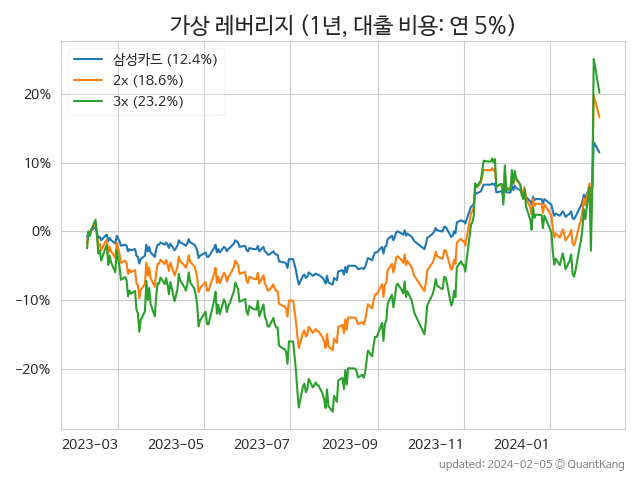 가상 레버리지 (1년, 대출 비용: 연 5%)
삼성카드 (12.4%)
2x (18.6%)
3x (23.2%)
20%
10%
0%
−10%
−20%
2023-03 2023-05 2023-07 2023-09 2023-11 2024-01
updated: 2024-02-05 © QuantKang